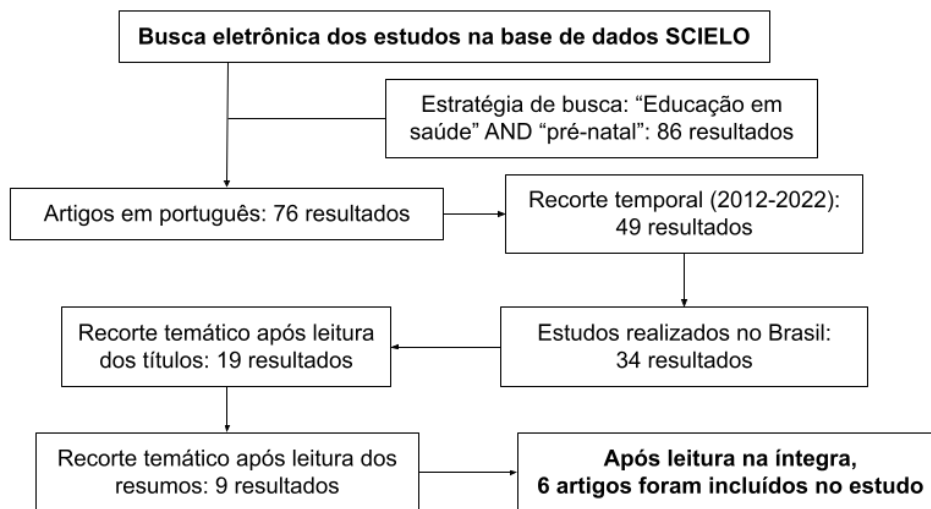 Busca eletrônica dos estudos na base de dados SCIELO
Estratégia de busca: “Educação em
saúde” AND “pré-natal”: 86 resultados
Artigos em português: 76 resultados
Recorte temporal (2012-2022):
49 resultados
Estudos realizados no Brasil:
34 resultados
Recorte temático após leitura
dos títulos: 19 resultados
Recorte temático após leitura dos
resumos: 9 resultados
Após leitura na íntegra,
6 artigos foram incluídos no estudo